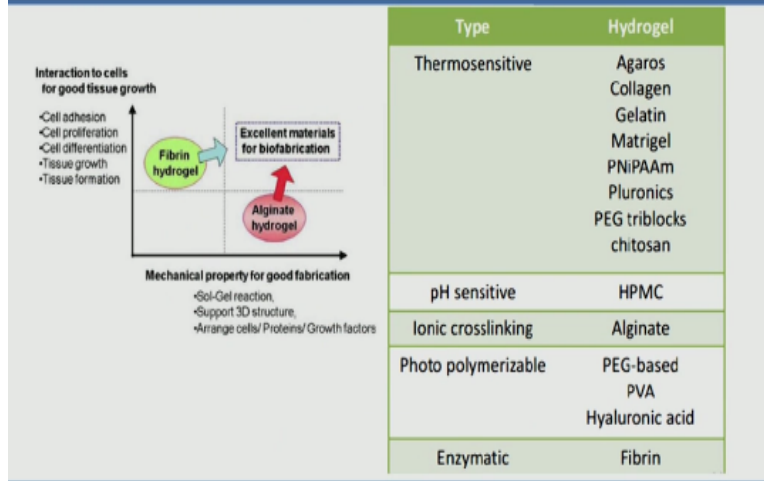 Interaction to cells
for good tissue growth
•Cell adhesion
•Cell proliferation
•Cell differentiation
•Tissue growth
•Tissue formation
Fibrin
hydrogel
Excellent materials
for biofabrication
Alginate
hydrogel
Mechanical property for good fabrication
•Sol-Gel reaction,
•Support 3D structure,
•Arrange cells/ Proteins/ Growth factors
Type Hydrogel
Thermosensitive Agaros
Collagen
Gelatin
Matrigel
PNiPAAm
Pluronics
PEG triblocks
chitosan
pH sensitive HPMC
Ionic crosslinking Alginate
Photo polymerizable PEG-based
PVA
Hyaluronic acid
Enzymatic Fibrin